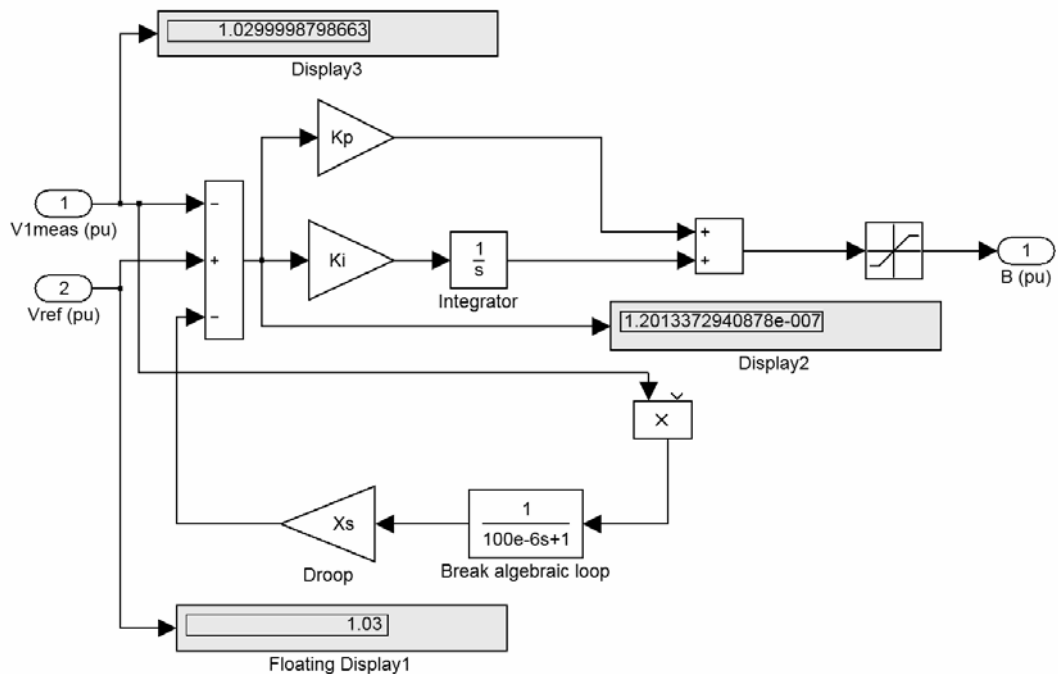 1.0299998798663
Display3
Kp
1
V1meas (pu)
−
+
−
2
Vref (pu)
Ki
1
s
Integrator
+
+
1
B (pu)
1.2013372940878e-007
Display2
×
Xs
Droop
1
100e-6s+1
Break algebraic loop
1.03
Floating Display1